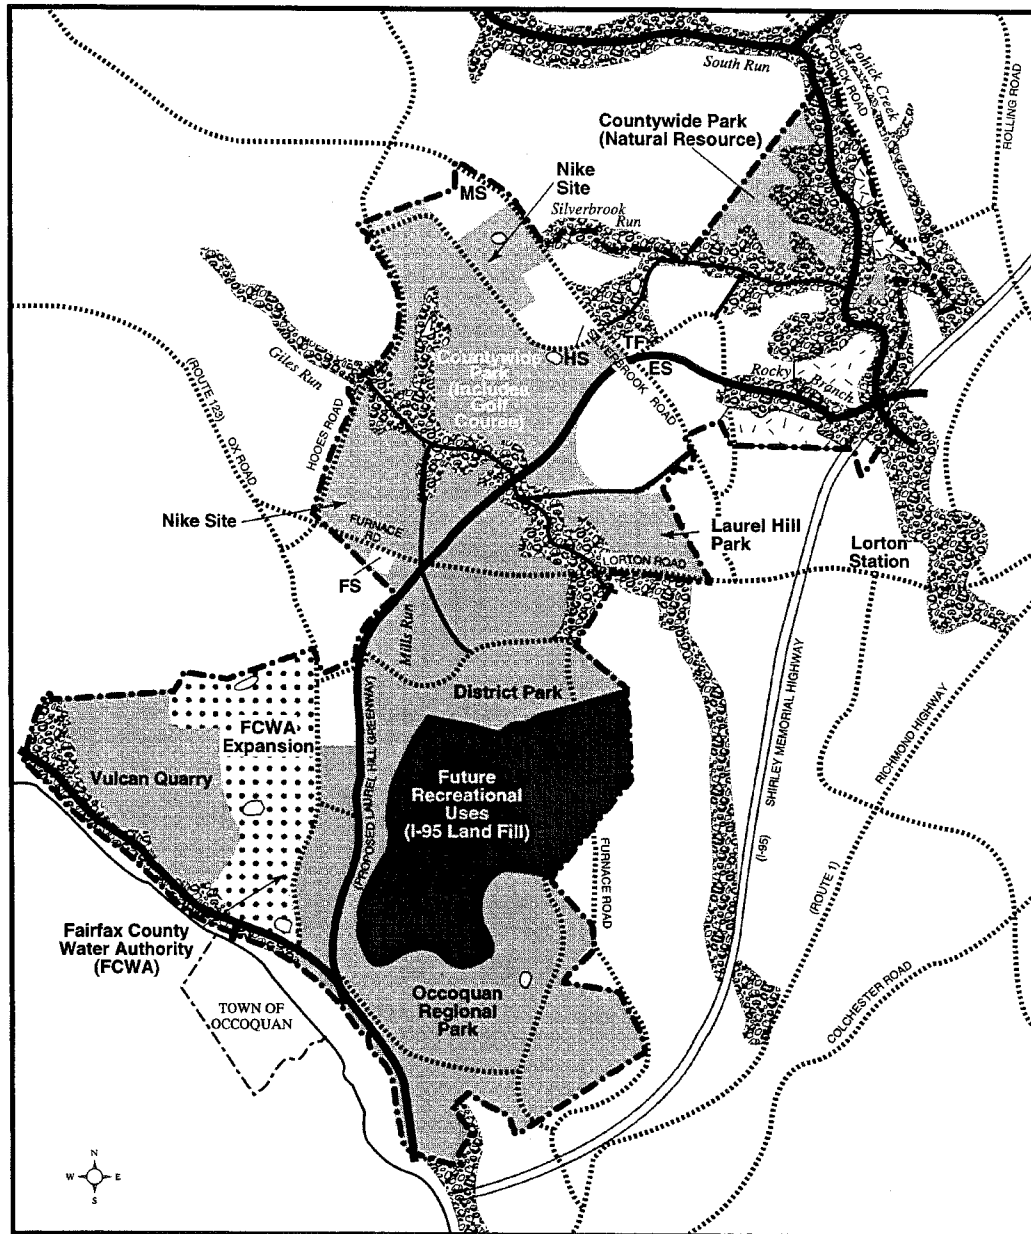 South Run
POHICK ROAD
Pohick Creek
ROLLING ROAD
Countywide Park
(Natural Resource)
Nike
Site
MS
Silverbrook
Run
Giles Run
Countywide
Park
(Includes
Golf
Course)
HS
TF
ES
SILVERBROOK ROAD
Rocky
Branch
(ROUTE 123)
OX ROAD
HOOES ROAD
Nike Site
FURNACE
RD
FS
Laurel Hill
Park
LORTON ROAD
Lorton
Station
Mills Run
District Park
FCWA
Expansion
Vulcan Quarry
(PROPOSED LAUREL HILL GREENWAY)
Future
Recreational
Uses
(I-95 Land Fill)
SHIRLEY MEMORIAL HIGHWAY
(I-95)
RICHMOND HIGHWAY
(ROUTE 1)
FURNACE ROAD
COLCHESTER ROAD
Fairfax County
Water Authority
(FCWA)
TOWN OF
OCCOQUAN
Occoquan
Regional
Park
N
W
E
S